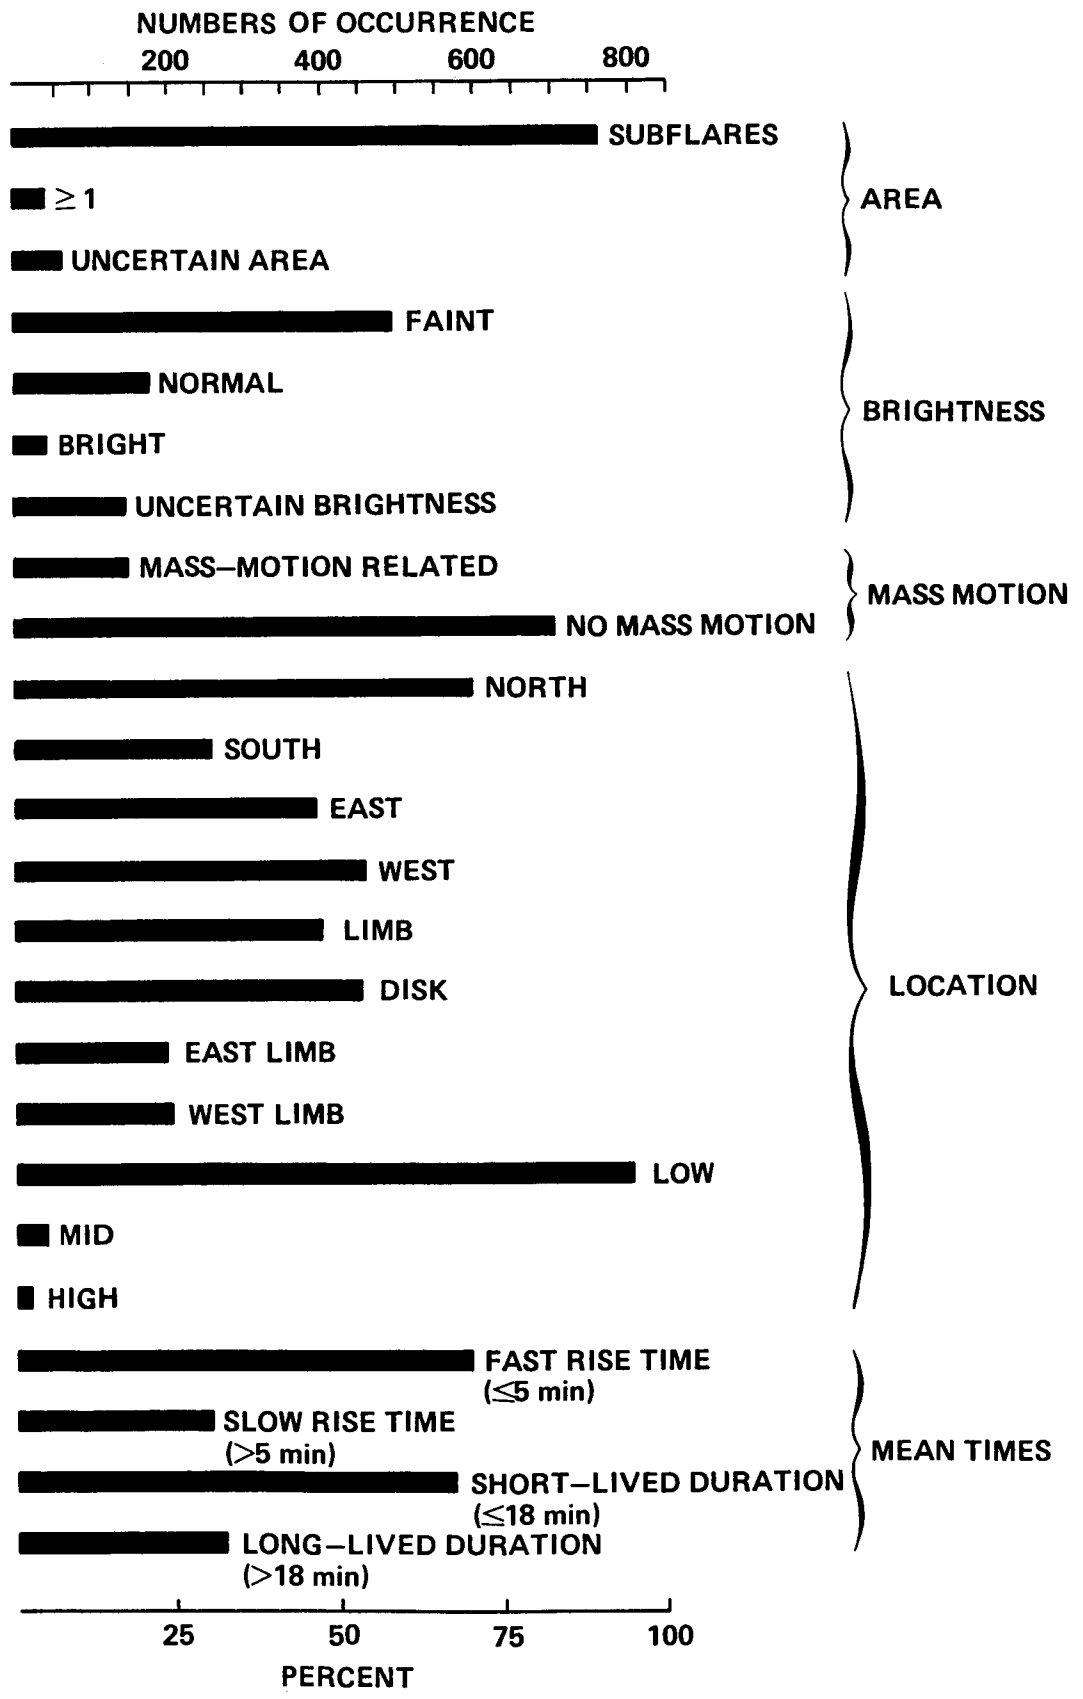 NUMBERS OF OCCURRENCE
200 400 600 800
SUBFLARES
≥ 1
AREA
UNCERTAIN AREA
FAINT
NORMAL
BRIGHTNESS
BRIGHT
UNCERTAIN BRIGHTNESS
MASS–MOTION RELATED
MASS MOTION
NO MASS MOTION
NORTH
SOUTH
EAST
WEST
LIMB
DISK
LOCATION
EAST LIMB
WEST LIMB
LOW
MID
HIGH
FAST RISE TIME
(≤5 min)
SLOW RISE TIME
(>5 min)
MEAN TIMES
SHORT–LIVED DURATION
(≤18 min)
LONG–LIVED DURATION
(>18 min)
25 50 75 100
PERCENT